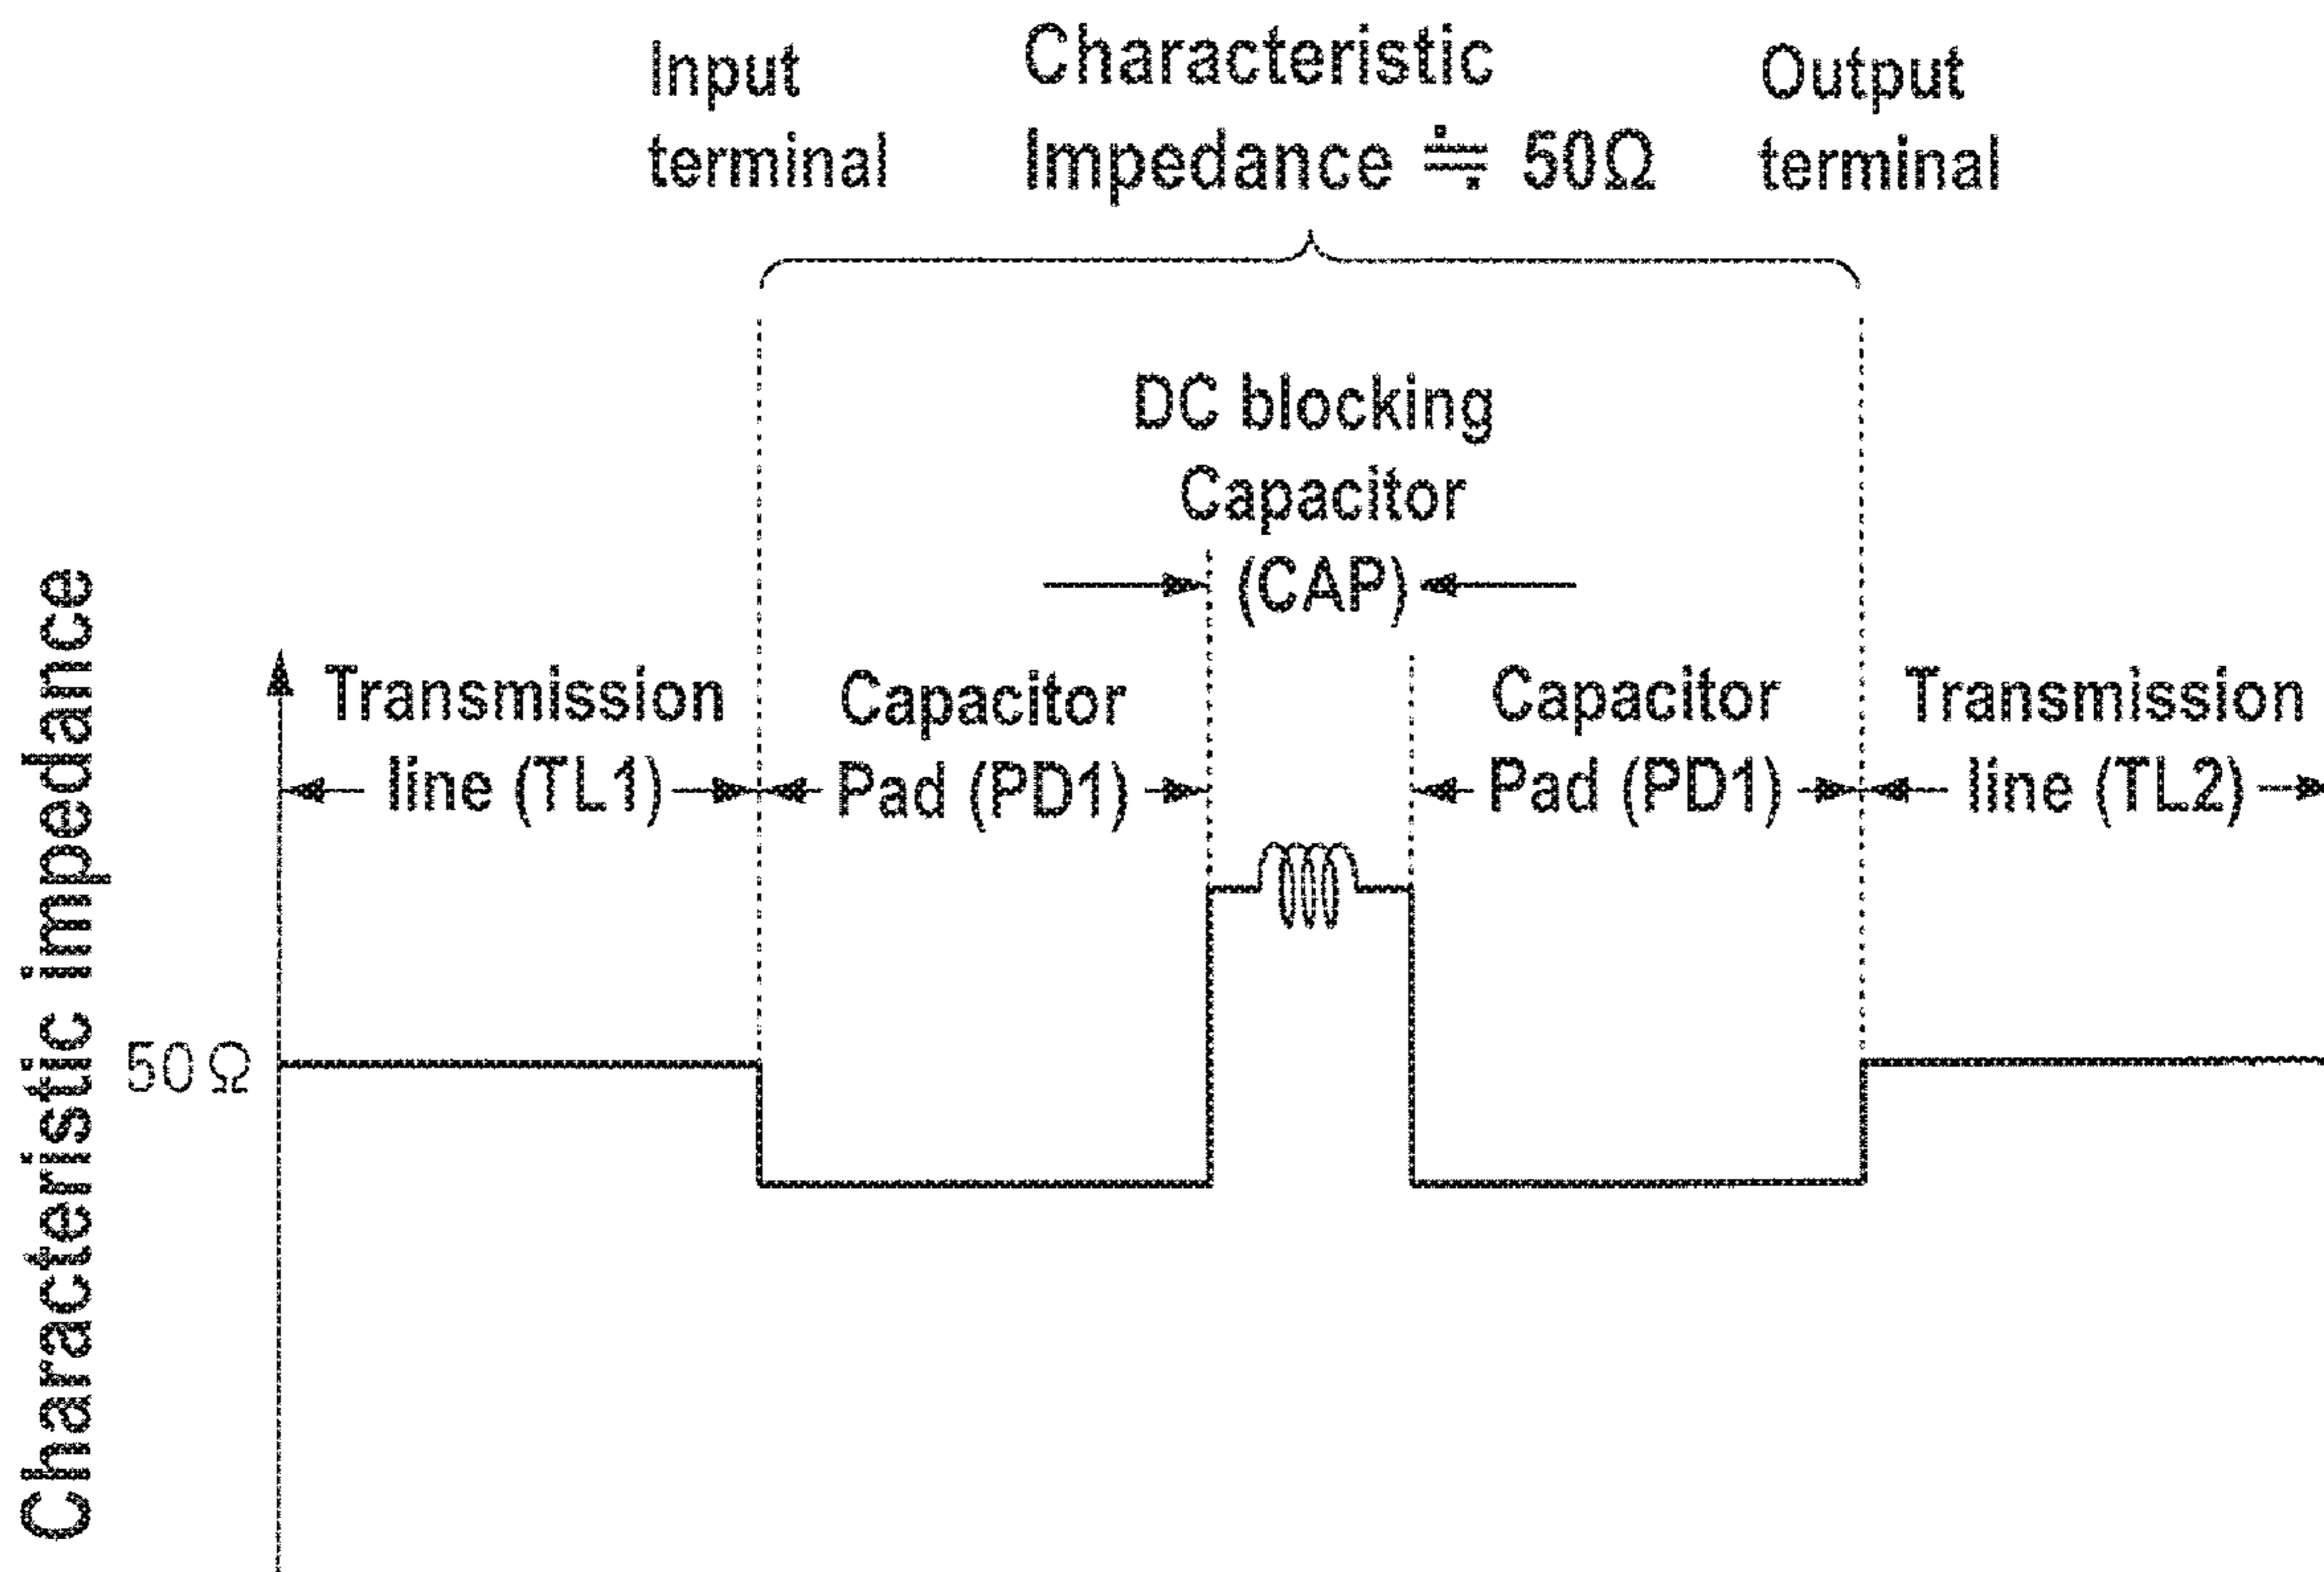 Input
terminal
Characteristic
Impedance ≒ 50Ω
Output
terminal
DC blocking
Capacitor
(CAP)
Transmission
line (TL1)
Capacitor
Pad (PD1)
Capacitor
Pad (PD1)
Transmission
line (TL2)
Characteristic impedance
50Ω